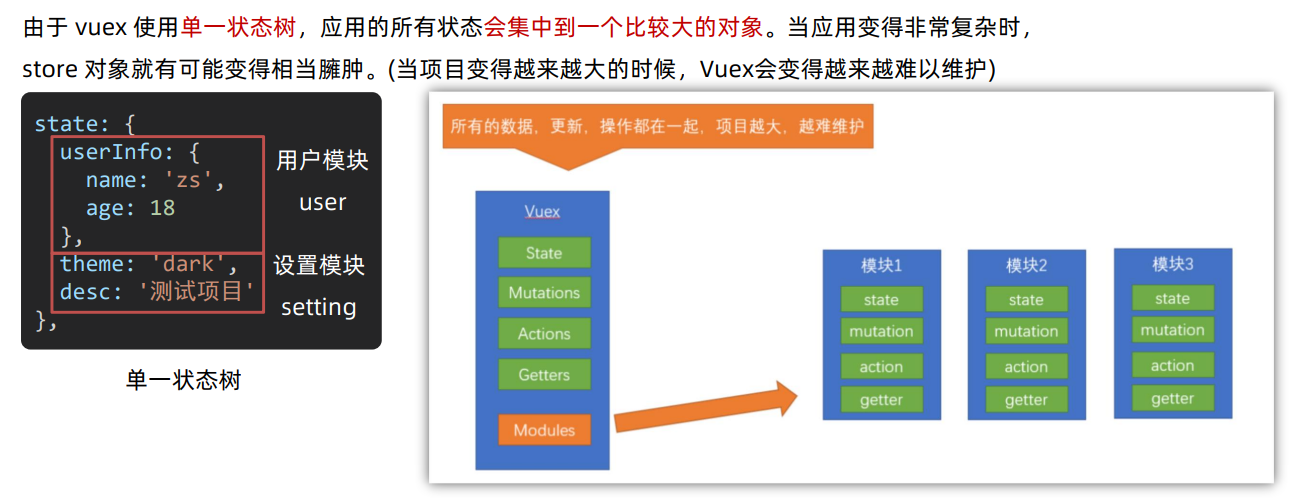 由于 vuex 使用单一状态树，应用的所有状态会集中到一个比较大的对象。当应用变得非常复杂时，
store 对象就有可能变得相当臃肿。(当项目变得越来越大的时候，Vuex会变得越来越难以维护)
state: {
userInfo: {
name: 'zs',
age: 18
},
theme: 'dark',
desc: '测试项目'
},
用户模块
user
设置模块
setting
单一状态树
所有的数据，更新，操作都在一起，项目越大，越难维护
Vuex
State
Mutations
Actions
Getters
Modules
模块1
state
mutation
action
getter
模块2
state
mutation
action
getter
模块3
state
mutation
action
getter